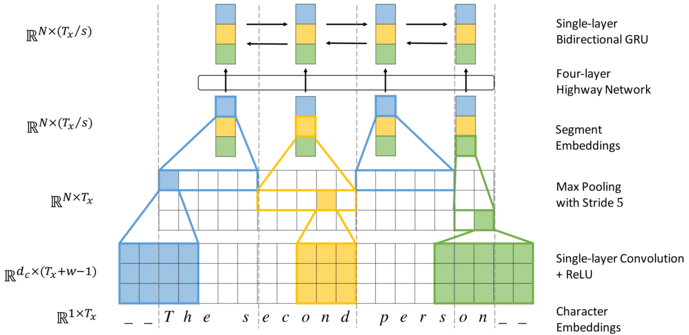 ℝ^{N×(T_x/s)}
Single-layer
Bidirectional GRU
Four-layer
Highway Network
ℝ^{N×(T_x/s)}
Segment
Embeddings
ℝ^{N×T_x}
Max Pooling
with Stride 5
ℝ^{d_c×(T_x+w−1)}
Single-layer Convolution
+ ReLU
ℝ^{1×T_x}
_ _ T h e s e c o n d p e r s o n _ _
Character
Embeddings